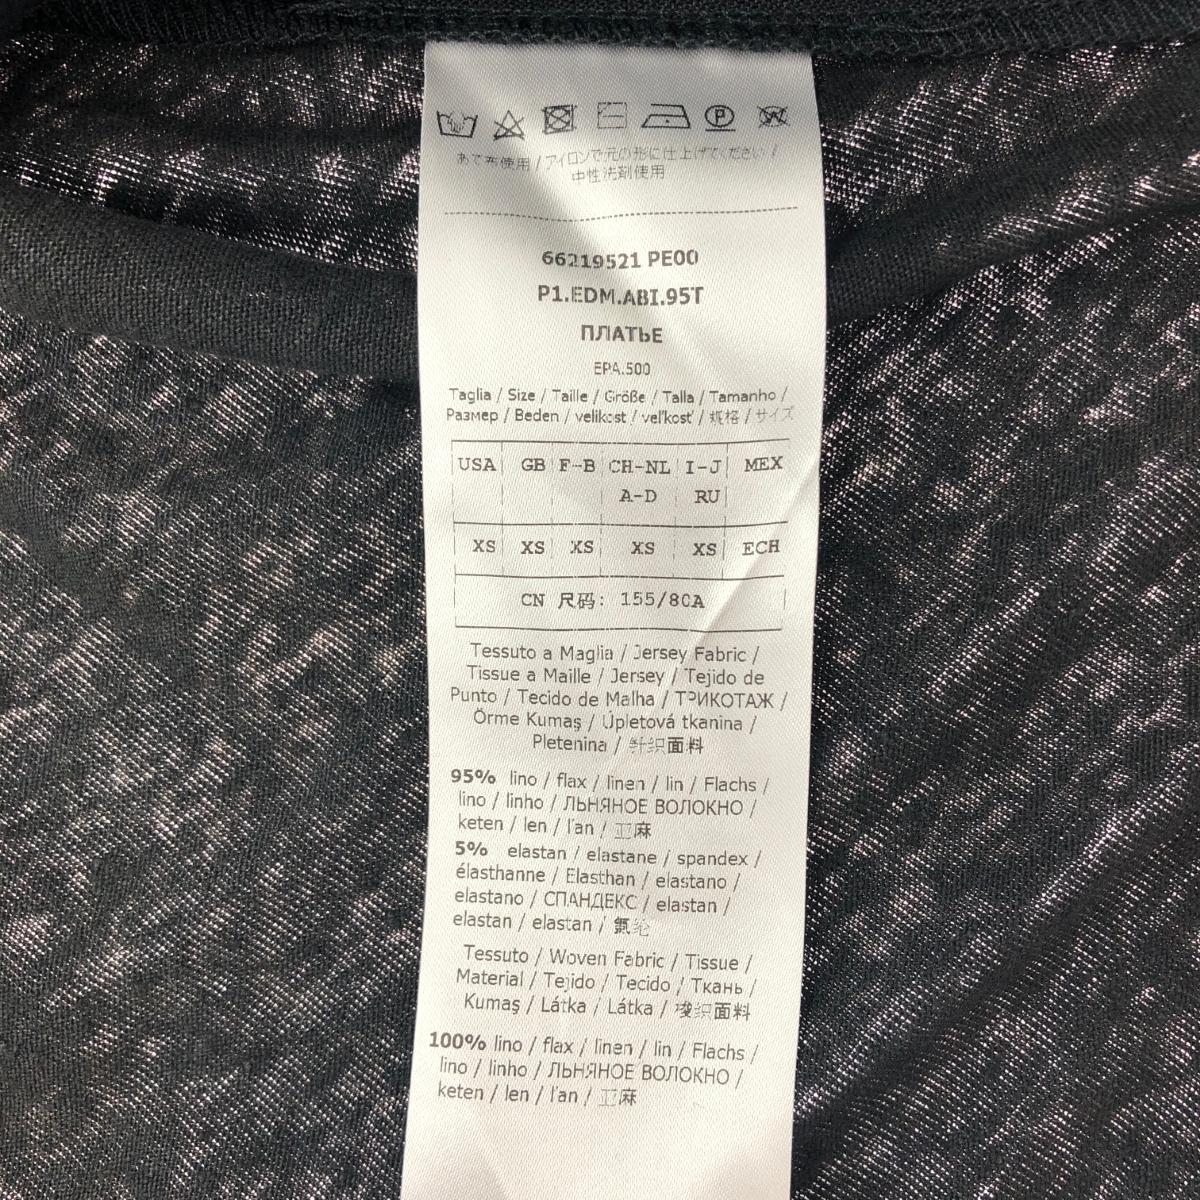 あて布使用 / アイロンで元の形に仕上げてください /
中性洗剤使用
66219521 PE00
P1.EDM.ABI.95T
ПЛАТЬЕ
EPA.500
Taglia / Size / Taille / Größe / Talla / Tamanho /
Размер / Beden / velikost / veľkosť / 规格 / サイズ
USA GB F-B CH-NL I-J MEX
A-D RU
XS XS XS XS XS ECH
CN 尺码: 155/80A
Tessuto a Maglia / Jersey Fabric /
Tissue a Maille / Jersey / Tejido de
Punto / Tecido de Malha / ТРИКОТАЖ /
Örme Kumaş / Úpletová tkanina /
Pletenina / 针织面料
95% lino / flax / linen / lin / Flachs /
lino / linho / ЛЬНЯНОЕ ВОЛОКНО /
keten / len / ľan / 亚麻
5% elastan / elastane / spandex /
élasthanne / Elasthan / elastano /
elastano / СПАНДЕКС / elastan /
elastan / elastan / 氨纶
Tessuto / Woven Fabric / Tissue /
Material / Tejido / Tecido / Ткань /
Kumaş / Látka / Látka / 梭织面料
100% lino / flax / linen / lin / Flachs /
lino / linho / ЛЬНЯНОЕ ВОЛОКНО /
keten / len / ľan / 亚麻